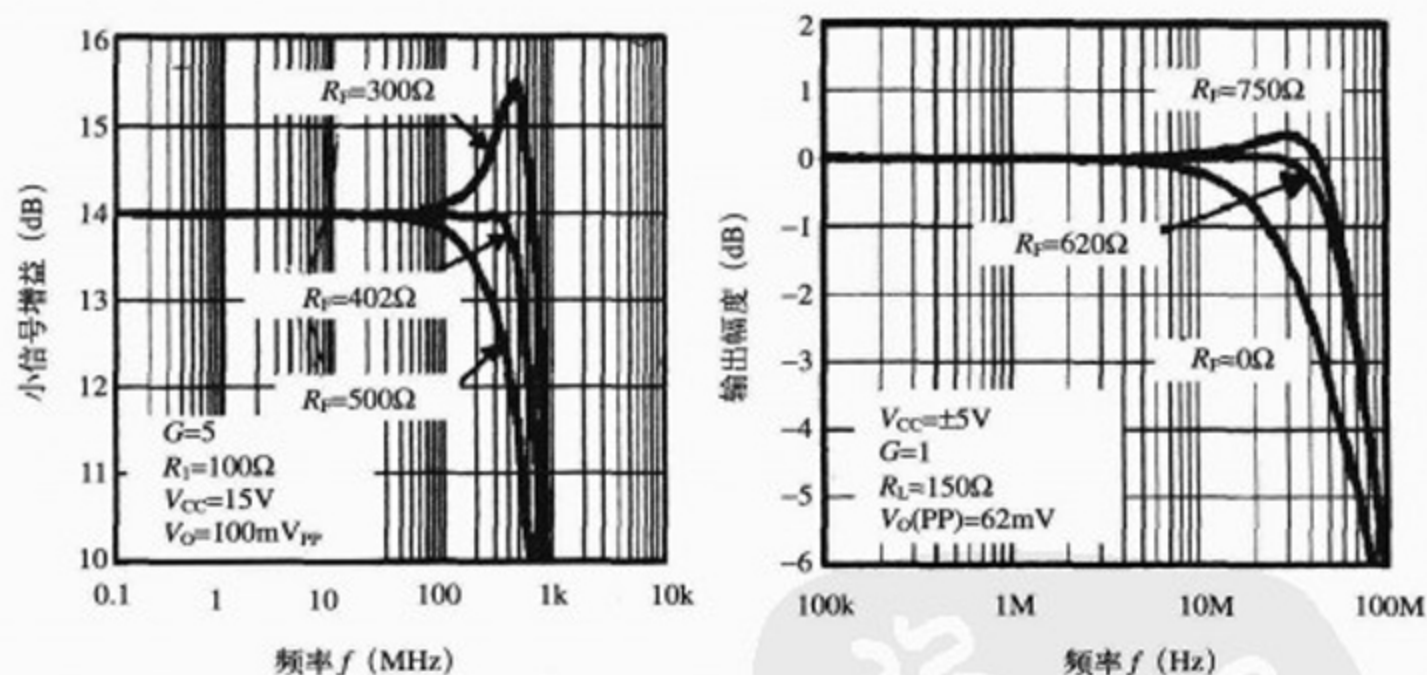 16
15
14
13
12
11
10
小信号增益 (dB)
R_F=300Ω
R_F=402Ω
R_F=500Ω
G=5
R_1=100Ω
V_CC=15V
V_O=100mV_PP
0.1 1 10 100 1k 10k
频率 f (MHz)
2
1
0
−1
−2
−3
−4
−5
−6
输出幅度 (dB)
R_F=750Ω
R_F=620Ω
R_F=0Ω
V_CC=±5V
G=1
R_L=150Ω
V_O(PP)=62mV
100k 1M 10M 100M
频率 f (Hz)